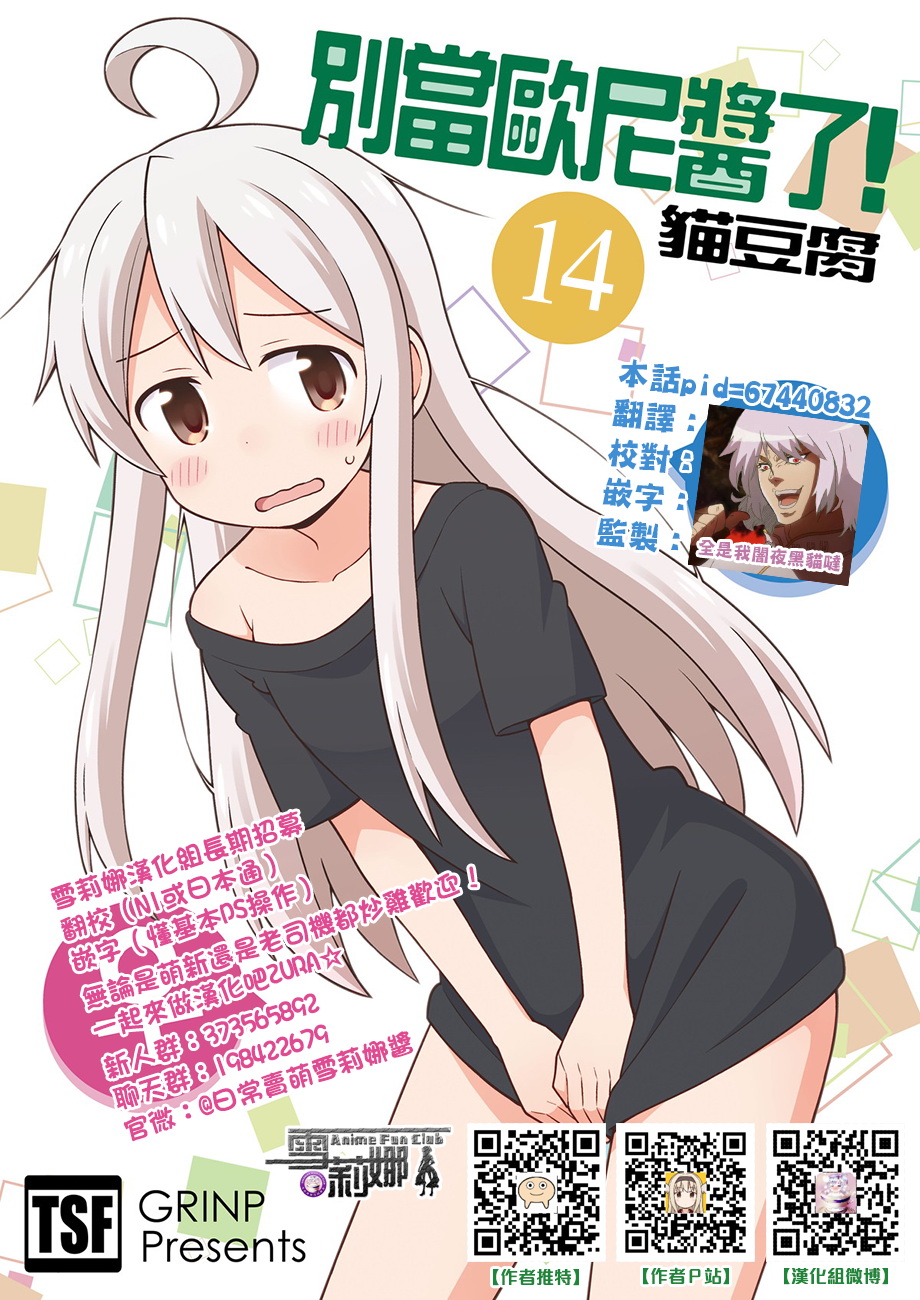 別當歐尼醬了!
貓豆腐
14
本話pid=67440832
翻譯:
校對:
嵌字:
監製:
全是我闇夜黑貓噠
雪莉娜漢化組長期招募
翻校(N1或日本通)
嵌字(懂基本PS操作)
無論是萌新還是老司機都炒雞歡迎!
一起來做漢化吧ZURA☆
新人群:373565892
聊天群:198422679
官微:@日常賣萌雪莉娜醬
Anime Fun Club
雪莉娜
TSF
GRINP
Presents
【作者推特】
【作者P站】
【漢化組微博】